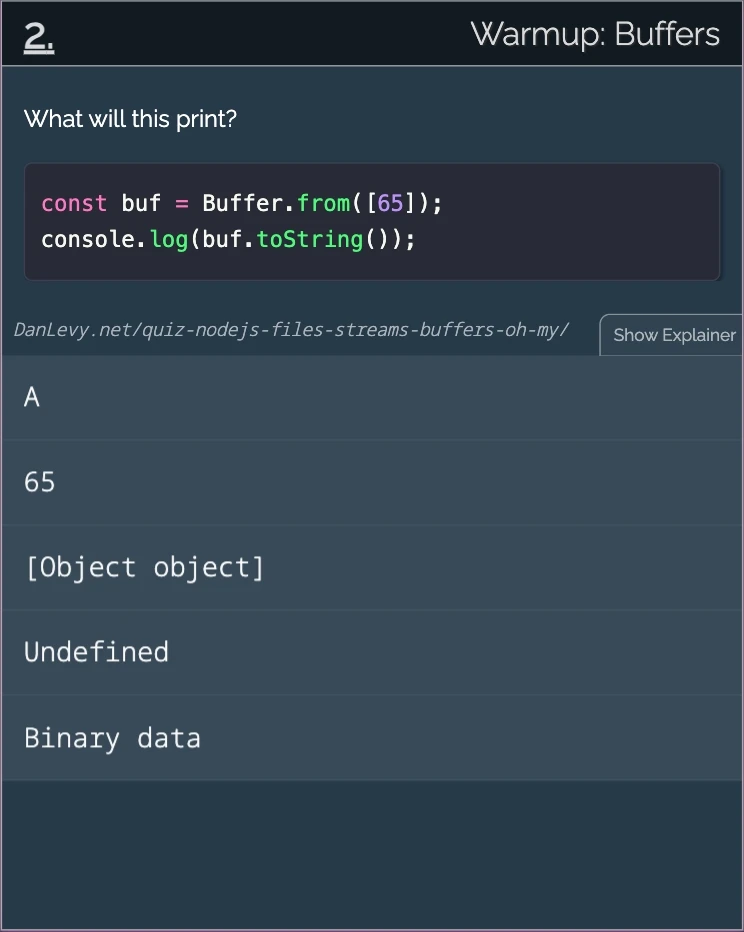 2.
Warmup: Buffers
What will this print?
const buf = Buffer.from([65]);
console.log(buf.toString());
DanLevy.net/quiz-nodejs-files-streams-buffers-oh-my/
Show Explainer
A
65
[Object object]
Undefined
Binary data